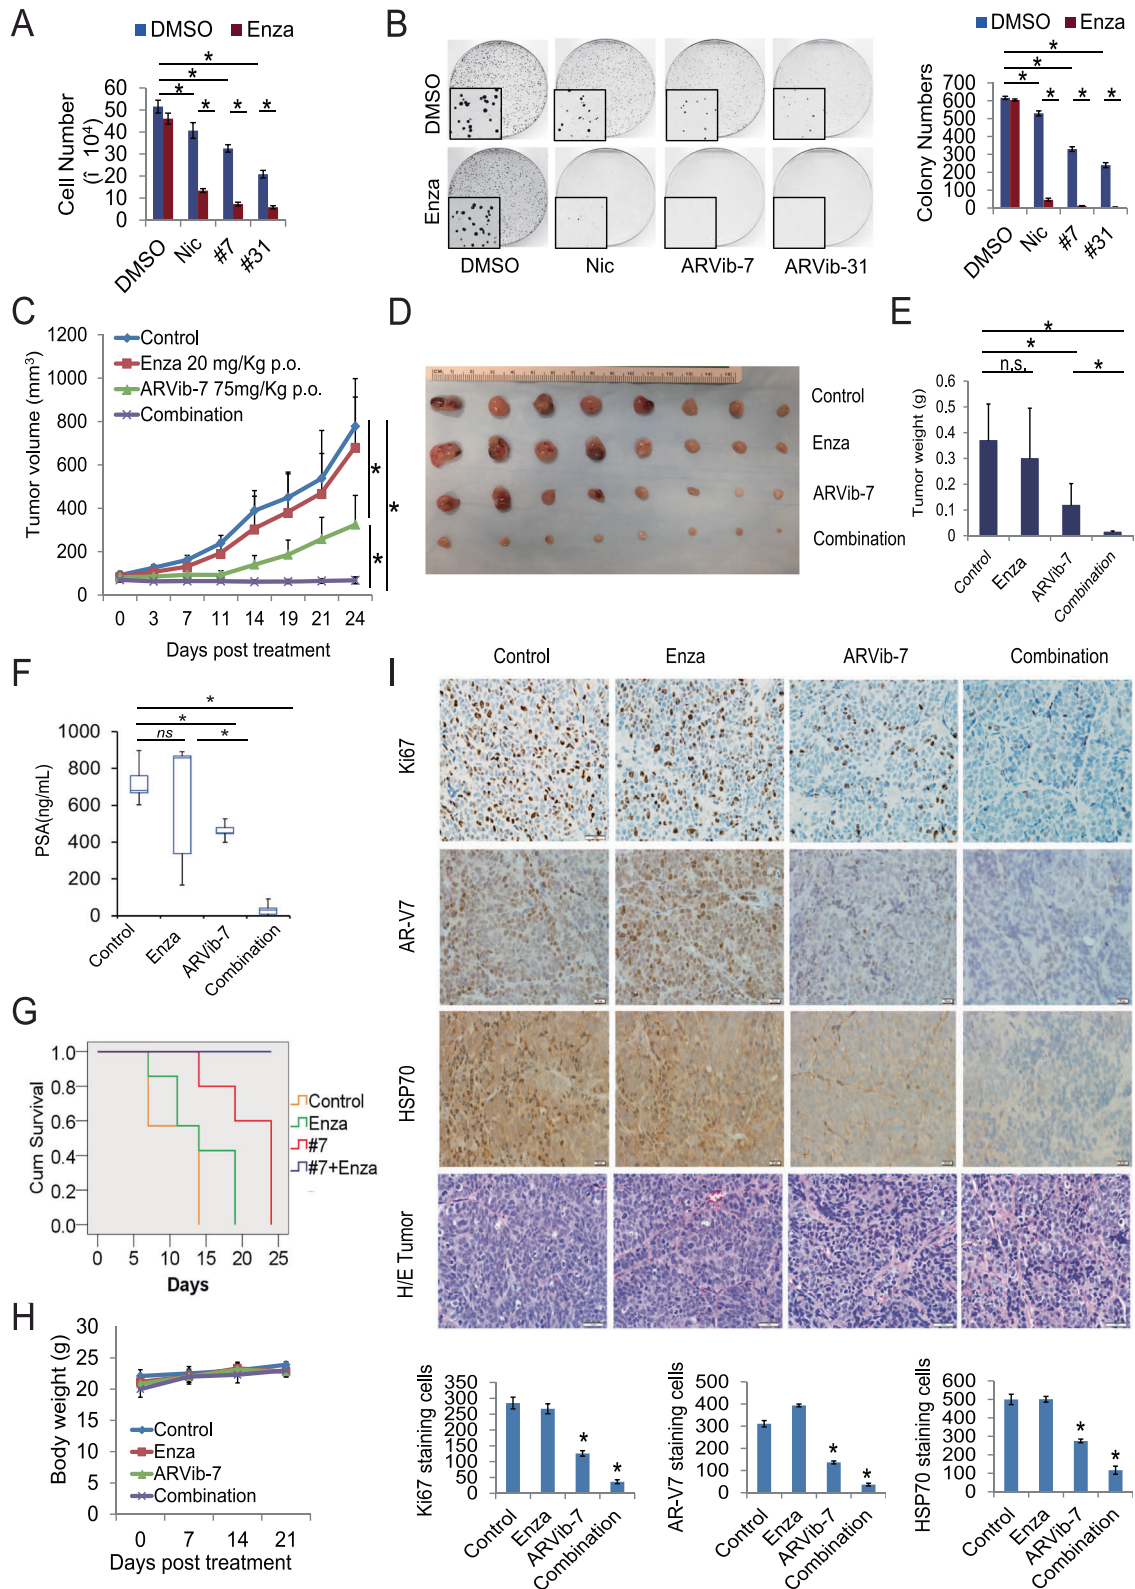 A
DMSO Enza
*
*
*
* * *
60
50
40
30
20
10
0
Cell Number
(î 10⁴)
DMSO
Nic
#7
#31
B
DMSO
Enza
DMSO Nic ARVib-7 ARVib-31
DMSO Enza
*
*
*
* * *
700
600
500
400
300
200
100
0
Colony Numbers
DMSO
Nic
#7
#31
C
1200
1000
800
600
400
200
0
Tumor volume (mm³)
Control
Enza 20 mg/Kg p.o.
ARVib-7 75mg/Kg p.o.
Combination
*
*
*
0 3 7 11 14 19 21 24
Days post treatment
D
Control
Enza
ARVib-7
Combination
E
*
*
n.s. *
0.6
0.5
0.4
0.3
0.2
0.1
0
Tumor weight (g)
Control
Enza
ARVib-7
Combination
F
*
*
ns *
1000
800
600
400
200
0
PSA(ng/mL)
Control
Enza
ARVib-7
Combination
G
1.0
0.8
0.6
0.4
0.2
0.0
Cum Survival
Control
Enza
#7
#7+Enza
0 5 10 15 20 25
Days
H
30
25
20
15
10
5
0
Body weight (g)
Control
Enza
ARVib-7
Combination
0 7 14 21
Days post treatment
I
Control Enza ARVib-7 Combination
Ki67
AR-V7
HSP70
H/E Tumor
350
300
250
200
150
100
50
0
Ki67 staining cells
* *
Control
Enza
ARVib-7
Combination
500
400
300
200
100
0
AR-V7 staining cells
* *
Control
Enza
ARVib-7
Combination
600
500
400
300
200
100
0
HSP70 staining cells
* *
Control
Enza
ARVib-7
Combination